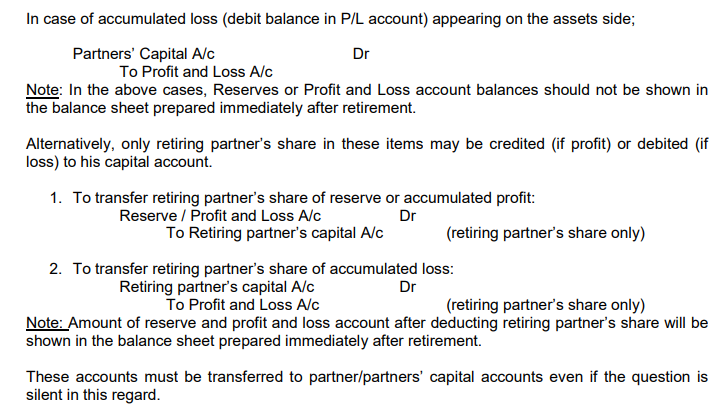 In case of accumulated loss (debit balance in P/L account) appearing on the assets side;
Partners' Capital A/c Dr
To Profit and Loss A/c
Note: In the above cases, Reserves or Profit and Loss account balances should not be shown in
the balance sheet prepared immediately after retirement.
Alternatively, only retiring partner's share in these items may be credited (if profit) or debited (if
loss) to his capital account.
1. To transfer retiring partner's share of reserve or accumulated profit:
Reserve / Profit and Loss A/c Dr
To Retiring partner's capital A/c (retiring partner's share only)
2. To transfer retiring partner's share of accumulated loss:
Retiring partner's capital A/c Dr
To Profit and Loss A/c (retiring partner's share only)
Note: Amount of reserve and profit and loss account after deducting retiring partner's share will be
shown in the balance sheet prepared immediately after retirement.
These accounts must be transferred to partner/partners' capital accounts even if the question is
silent in this regard.